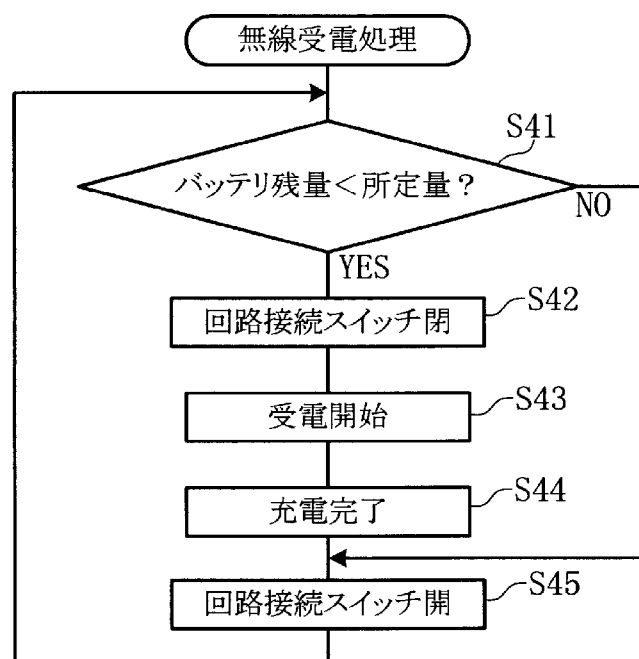 無線受電処理
S41
バッテリ残量＜所定量？
NO
YES
S42
回路接続スイッチ閉
S43
受電開始
S44
充電完了
S45
回路接続スイッチ開